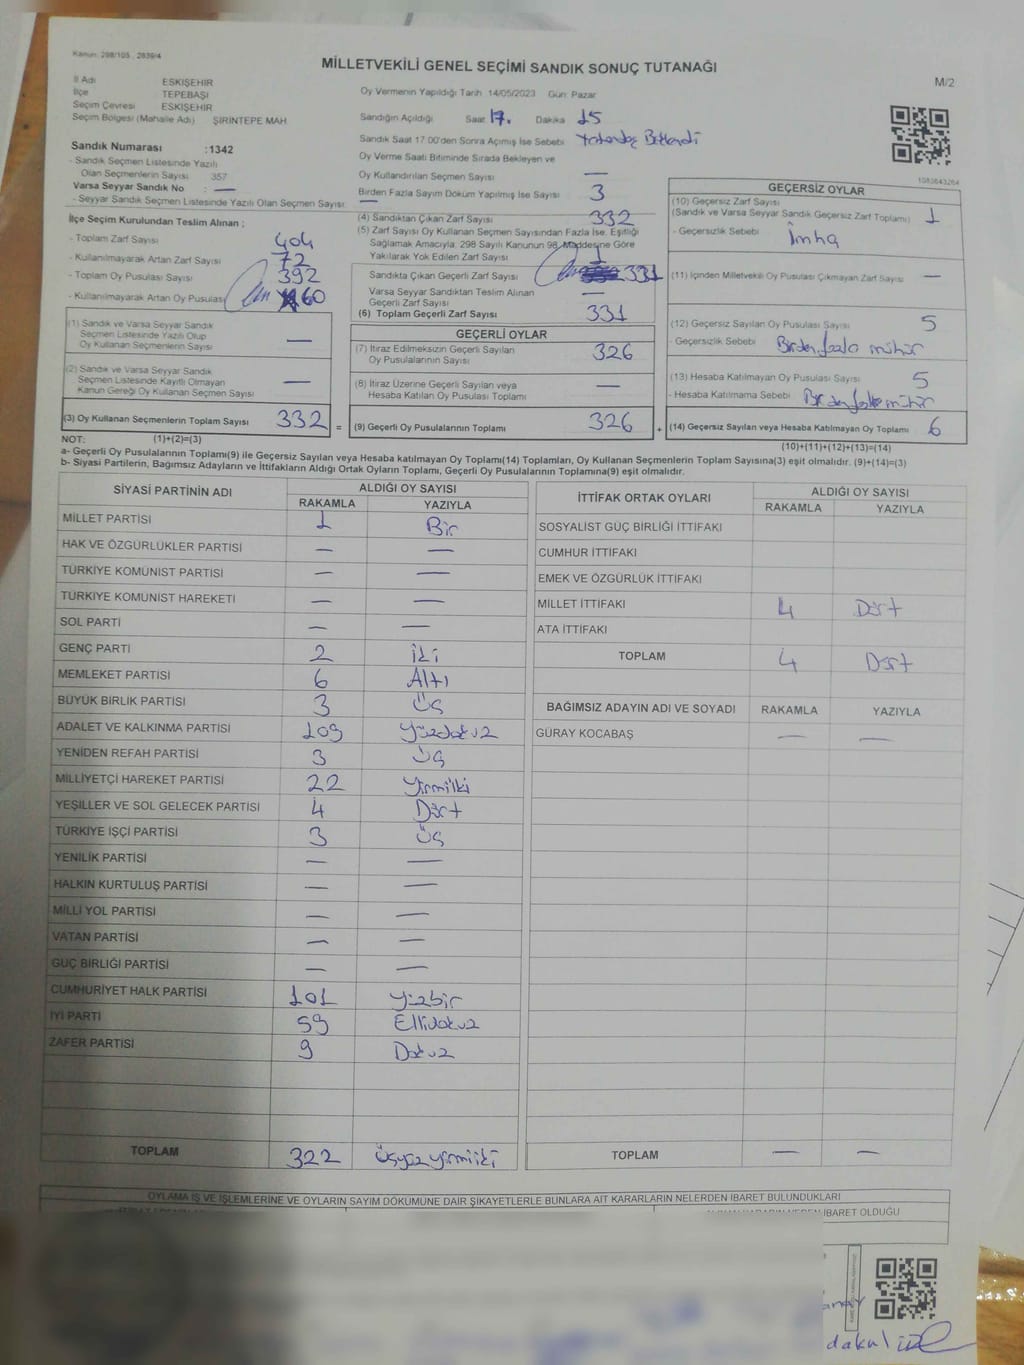 Kanun: 298/105, 2839/4
MİLLETVEKİLİ GENEL SEÇİMİ SANDIK SONUÇ TUTANAĞI
M/2
İl Adı ESKİŞEHİR
İlçe TEPEBAŞI
Seçim Çevresi ESKİŞEHİR
Seçim Bölgesi (Mahalle Adı) ŞİRİNTEPE MAH.
Oy Vermenin Yapıldığı Tarih 14/05/2023 Gün: Pazar
Sandığın Açıldığı Saat 17. Dakika 15
Sandık Saat 17:00'den Sonra Açılmış İse Sebebi
Oy Verme Saati Bitiminde Sırada Bekleyen ve
Oy Kullandırılan Seçmen Sayısı —
Birden Fazla Sayım Döküm Yapılmış İse Sayısı 3
Sandık Numarası :1342
- Sandık Seçmen Listesinde Yazılı
Olan Seçmenlerin Sayısı 357
Varsa Seyyar Sandık No : —
- Seyyar Sandık Seçmen Listesinde Yazılı Olan Seçmen Sayısı: —
İlçe Seçim Kurulundan Teslim Alınan ;
- Toplam Zarf Sayısı 404
- Kullanılmayarak Artan Zarf Sayısı 72
- Toplam Oy Pusulası Sayısı 392
- Kullanılmayarak Artan Oy Pusulası 60
(1) Sandık ve Varsa Seyyar Sandık
Seçmen Listesinde Yazılı Olup
Oy Kullanan Seçmenlerin Sayısı —
(2) Sandık ve Varsa Seyyar Sandık
Seçmen Listesinde Kayıtlı Olmayan
Kanun Gereği Oy Kullanan Seçmen Sayısı —
(3) Oy Kullanan Seçmenlerin Toplam Sayısı 332 =
(4) Sandıktan Çıkan Zarf Sayısı 332
(5) Zarf Sayısı Oy Kullanan Seçmen Sayısından Fazla İse, Eşitliği
Sağlamak Amacıyla, 298 Sayılı Kanunun 98. Maddesine Göre
Yakılarak Yok Edilen Zarf Sayısı 1
Sandıkta Çıkan Geçerli Zarf Sayısı 331
Varsa Seyyar Sandıktan Teslim Alınan
Geçerli Zarf Sayısı —
(6) Toplam Geçerli Zarf Sayısı 331
GEÇERLİ OYLAR
(7) İtiraz Edilmeksizin Geçerli Sayılan
Oy Pusulalarının Sayısı 326
(8) İtiraz Üzerine Geçerli Sayılan veya
Hesaba Katılan Oy Pusulaları Toplamı —
(9) Geçerli Oy Pusulalarının Toplamı 326 +
1083643264
GEÇERSİZ OYLAR
(10) Geçersiz Zarf Sayısı
(Sandık ve Varsa Seyyar Sandık Geçersiz Zarf Toplamı) 1
- Geçersizlik Sebebi İmha
(11) İçinden Milletvekili Oy Pusulası Çıkmayan Zarf Sayısı —
(12) Geçersiz Sayılan Oy Pusulası Sayısı 5
- Geçersizlik Sebebi Birden fazla mühür
(13) Hesaba Katılmayan Oy Pusulası Sayısı 5
- Hesaba Katılmama Sebebi Birden fazla mühür
(14) Geçersiz Sayılan veya Hesaba Katılmayan Oy Toplamı 6
NOT: (1)+(2)=(3)
(10)+(11)+(12)+(13)=(14)
a- Geçerli Oy Pusulalarının Toplamı(9) ile Geçersiz Sayılan veya Hesaba katılmayan Oy Toplamı(14) Toplamları, Oy Kullanan Seçmenlerin Toplam Sayısına(3) eşit olmalıdır. (9)+(14)=(3)
b- Siyasi Partilerin, Bağımsız Adayların ve İttifakların Aldığı Ortak Oyların Toplamı, Geçerli Oy Pusulalarının Toplamına(9) eşit olmalıdır.
SİYASİ PARTİNİN ADI ALDIĞI OY SAYISI
RAKAMLA YAZIYLA
MİLLET PARTİSİ 1 Bir
HAK VE ÖZGÜRLÜKLER PARTİSİ — —
TÜRKİYE KOMÜNİST PARTİSİ — —
TÜRKİYE KOMÜNİST HAREKETİ — —
SOL PARTİ — —
GENÇ PARTİ 2 İki
MEMLEKET PARTİSİ 6 Altı
BÜYÜK BİRLİK PARTİSİ 3 Üç
ADALET VE KALKINMA PARTİSİ 109 Yüzdokuz
YENİDEN REFAH PARTİSİ 3 Üç
MİLLİYETÇİ HAREKET PARTİSİ 22 Yirmiiki
YEŞİLLER VE SOL GELECEK PARTİSİ 4 Dört
TÜRKİYE İŞÇİ PARTİSİ 3 Üç
YENİLİK PARTİSİ — —
HALKIN KURTULUŞ PARTİSİ — —
MİLLİ YOL PARTİSİ — —
VATAN PARTİSİ — —
GÜÇ BİRLİĞİ PARTİSİ — —
CUMHURİYET HALK PARTİSİ 101 Yüzbir
İYİ PARTİ 59 Ellidokuz
ZAFER PARTİSİ 9 Dokuz
TOPLAM 322 Üçyüzyirmiiki
İTTİFAK ORTAK OYLARI ALDIĞI OY SAYISI
RAKAMLA YAZIYLA
SOSYALİST GÜÇ BİRLİĞİ İTTİFAKI
CUMHUR İTTİFAKI
EMEK VE ÖZGÜRLÜK İTTİFAKI
MİLLET İTTİFAKI 4 Dört
ATA İTTİFAKI
TOPLAM 4 Dört
BAĞIMSIZ ADAYIN ADI VE SOYADI RAKAMLA YAZIYLA
GÜRAY KOCABAŞ — —
TOPLAM — —
OYLAMA İŞ VE İŞLEMLERİNE VE OYLARIN SAYIM DÖKÜMÜNE DAİR ŞİKAYETLERLE BUNLARA AİT KARARLARIN NELERDEN İBARET BULUNDUKLARI
İBARET OLDUĞU